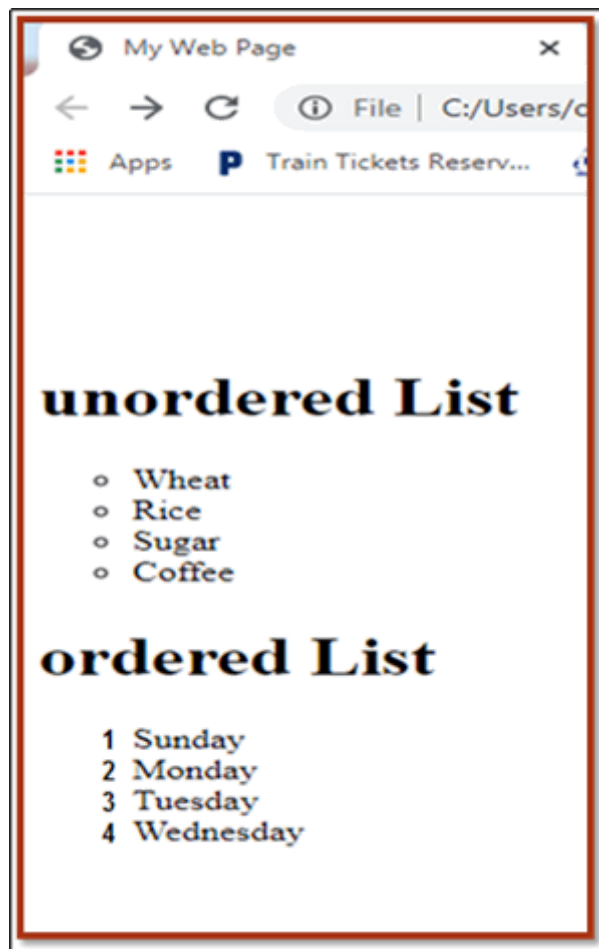 My Web Page
File | C:/Users/c
Apps P Train Tickets Reserv...
unordered List
Wheat
Rice
Sugar
Coffee
ordered List
1 Sunday
2 Monday
3 Tuesday
4 Wednesday